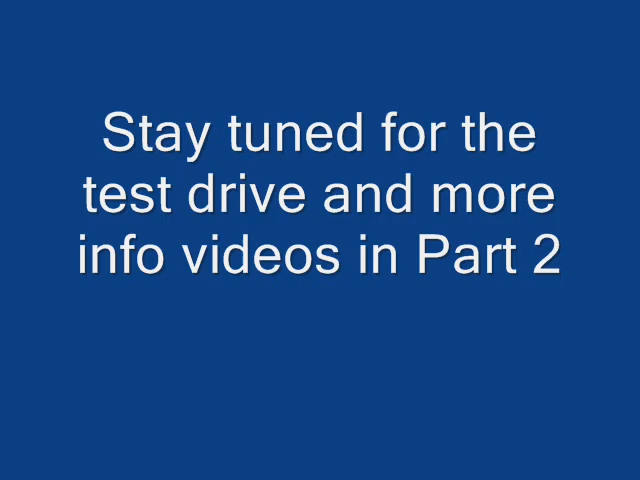 Stay tuned for the
test drive and more
info videos in Part 2